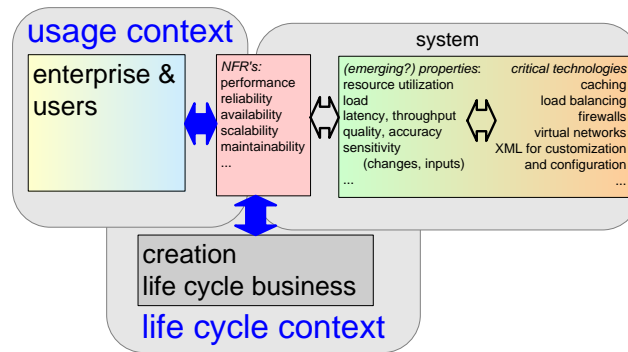 usage context
enterprise &
users
NFR's:
performance
reliability
availability
scalability
maintainability
...
system
(emerging?) properties:
resource utilization
load
latency, throughput
quality, accuracy
sensitivity
(changes, inputs)
...
critical technologies
caching
load balancing
firewalls
virtual networks
XML for customization
and configuration
...
creation
life cycle business
life cycle context